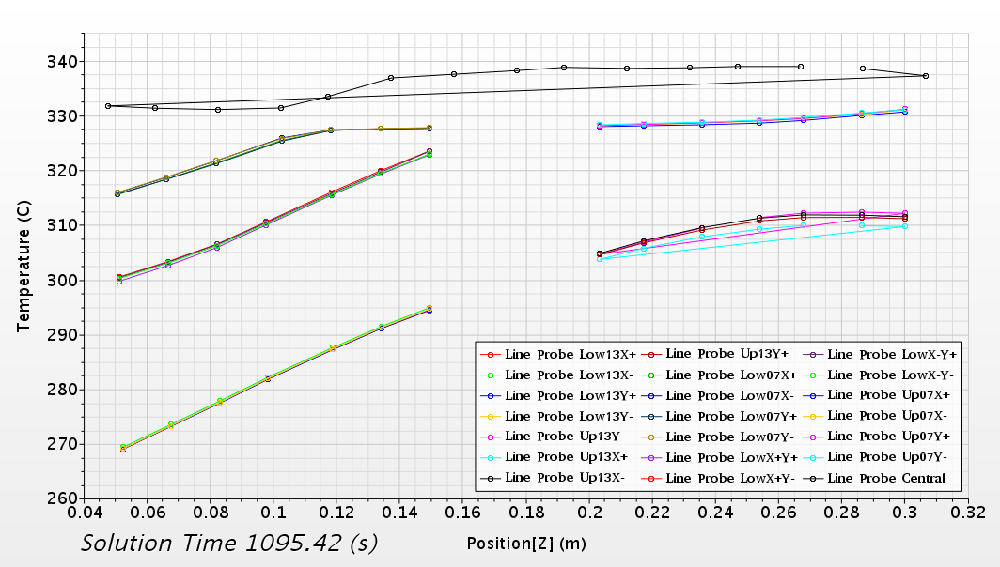 340
330
320
310
300
290
280
270
260
Temperature (C)
0.04 0.06 0.08 0.1 0.12 0.14 0.16 0.18 0.2 0.22 0.24 0.26 0.28 0.3 0.32
Position[Z] (m)
Solution Time 1095.42 (s)
Line Probe Low13X+ Line Probe Up13Y+ Line Probe LowX-Y+
Line Probe Low13X- Line Probe Low07X+ Line Probe LowX-Y-
Line Probe Low13Y+ Line Probe Low07X- Line Probe Up07X+
Line Probe Low13Y- Line Probe Low07Y+ Line Probe Up07X-
Line Probe Up13Y- Line Probe Low07Y- Line Probe Up07Y+
Line Probe Up13X+ Line Probe LowX+Y+ Line Probe Up07Y-
Line Probe Up13X- Line Probe LowX+Y- Line Probe Central